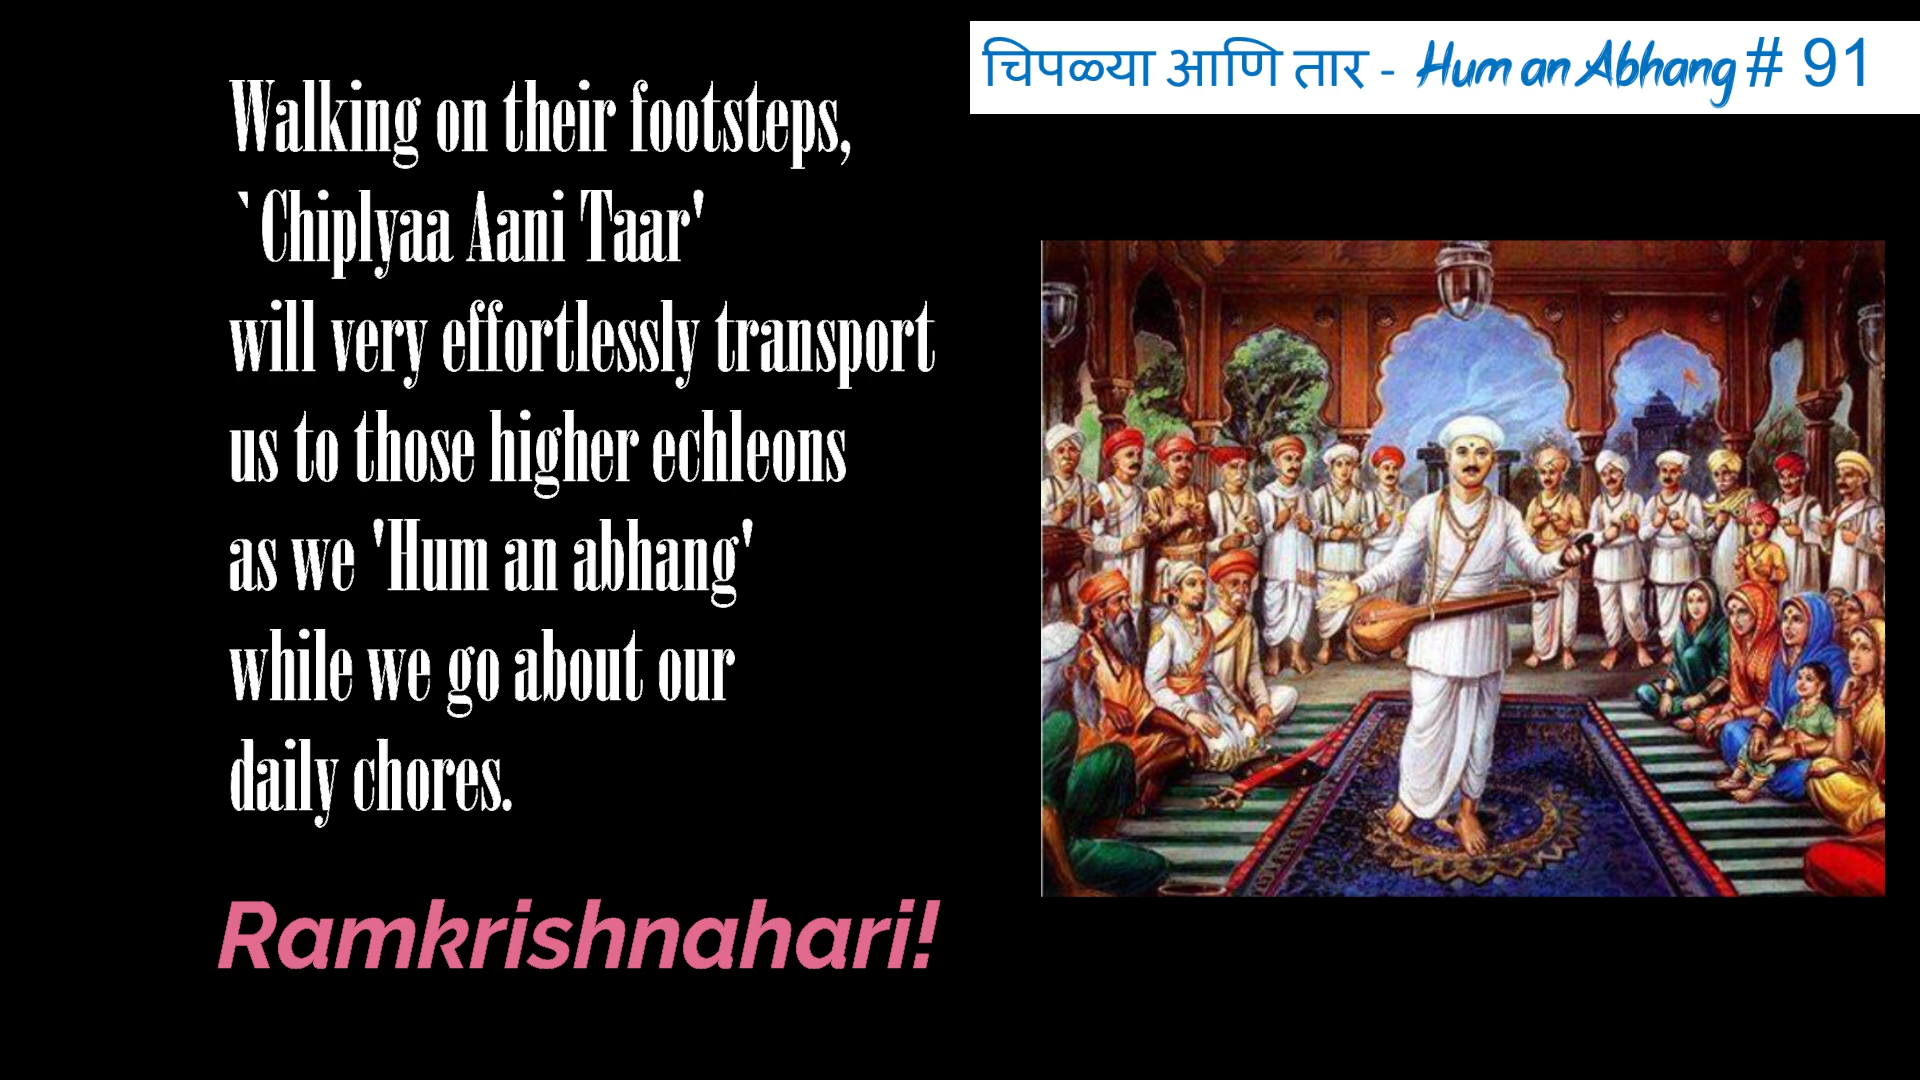 चिपळ्या आणि तार - Hum an Abhang # 91
Walking on their footsteps,
`Chiplyaa Aani Taar'
will very effortlessly transport
us to those higher echleons
as we 'Hum an abhang'
while we go about our
daily chores.
Ramkrishnahari!